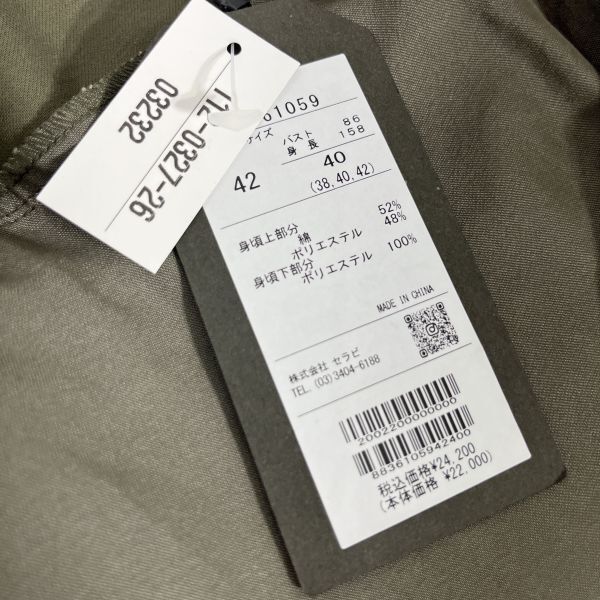 T12-0327-26
03232
61059
サイズ
バスト 86
身長 158
42
40
(38,40,42)
身頃上部分
綿 52%
ポリエステル 48%
身頃下部分
ポリエステル 100%
MADE IN CHINA
株式会社 セラビ
TEL. (03)3404-6188
2002200000000
8836105942400
税込価格¥24,200
(本体価格 ¥22,000)